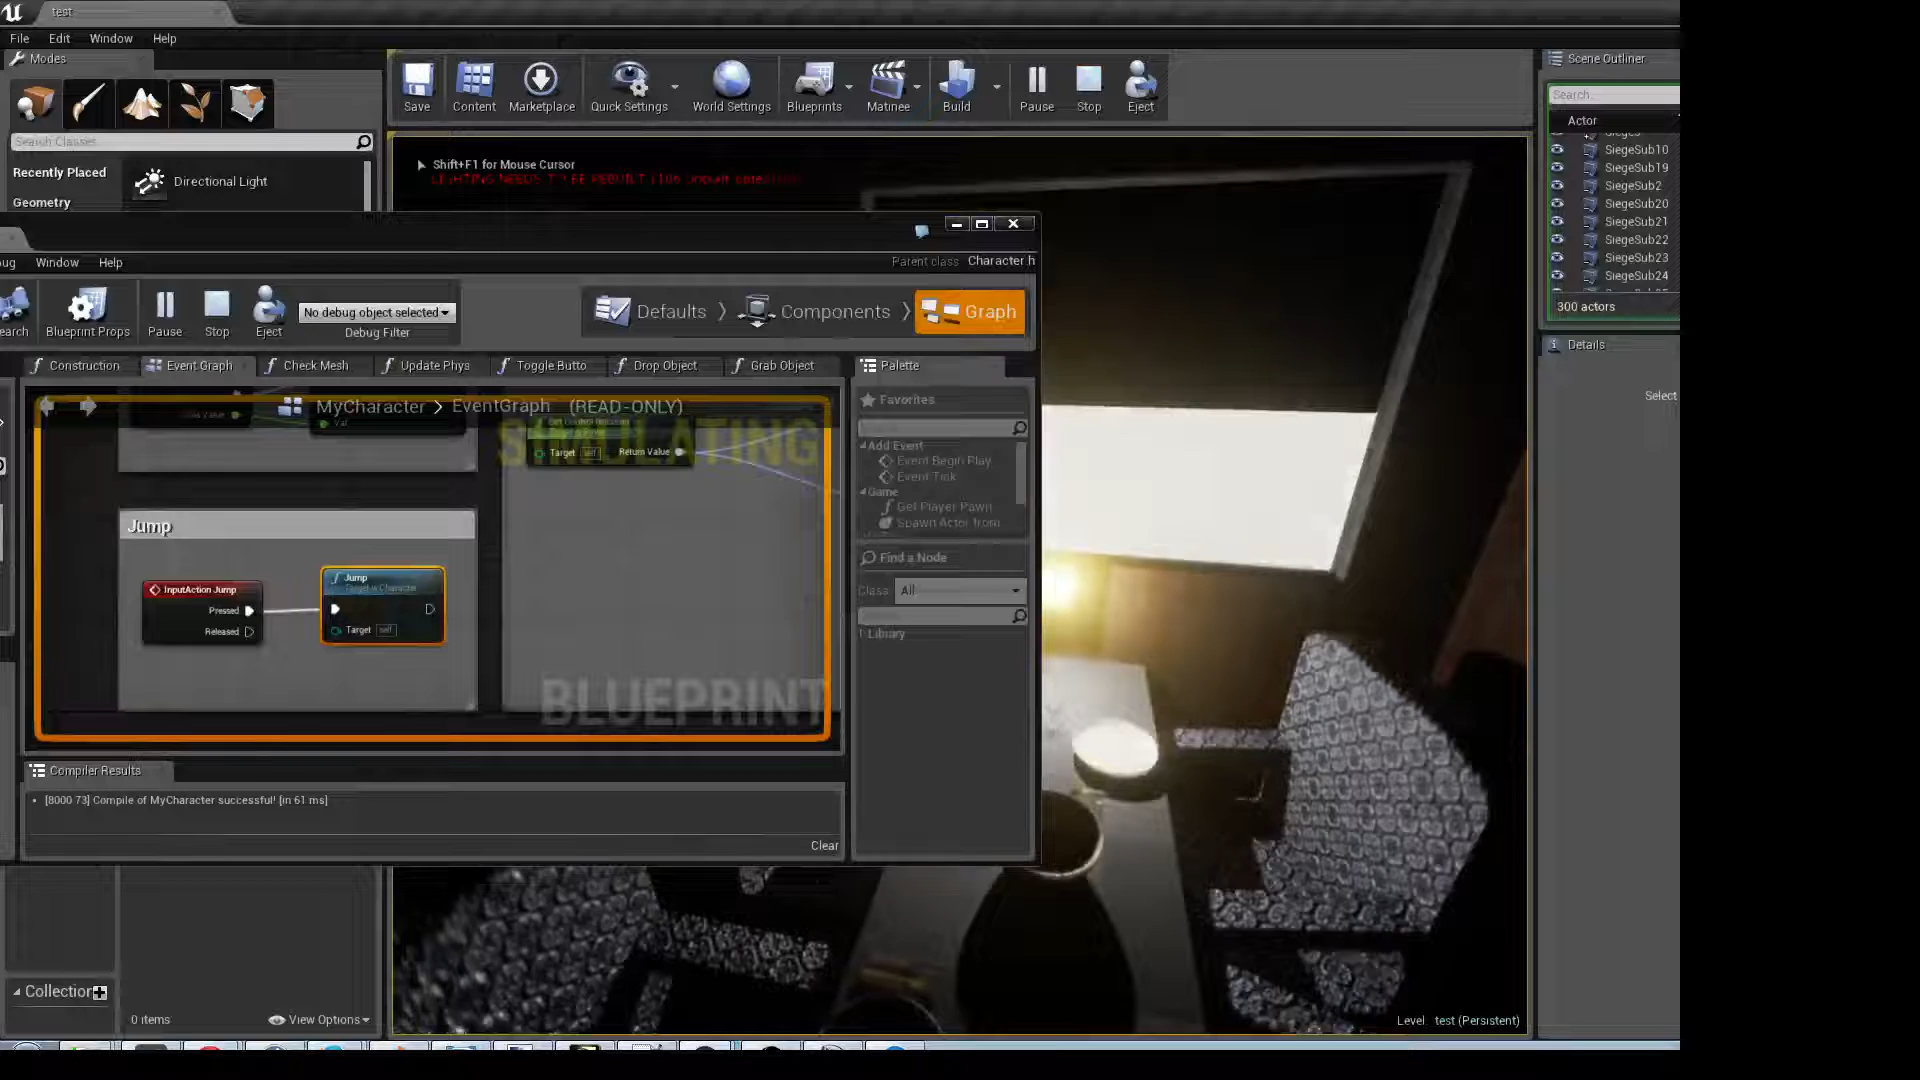 test
File Edit Window Help
Modes
Search Classes
Recently Placed
Geometry
Directional Light
Save
Content
Marketplace
Quick Settings
World Settings
Blueprints
Matinee
Build
Pause
Stop
Eject
Shift+F1 for Mouse Cursor
LIGHTING NEEDS TO BE REBUILT
Scene Outliner
Search
Actor
SiegeSub10
SiegeSub19
SiegeSub2
SiegeSub20
SiegeSub21
SiegeSub22
SiegeSub23
SiegeSub24
300 actors
Details
Select
Window Help
Parent class Character.h
Blueprint Props
Pause
Stop
Eject
No debug object selected
Debug Filter
Defaults
Components
Graph
Construction
Event Graph
Check Mesh
Update Phys
Toggle Butto
Drop Object
Grab Object
Palette
MyCharacter > EventGraph (READ-ONLY)
SIMULATING
Target self Return Value
Jump
InputAction Jump
Pressed
Released
Jump
Target is Character
Target self
BLUEPRINT
Favorites
Add Event
Event Begin Play
Event Tick
Game
Get Player Pawn
Spawn Actor from
Find a Node
Class All
Library
Compiler Results
[8000 73] Compile of MyCharacter successful! [in 61 ms]
Clear
Collection
0 items
View Options
Level test (Persistent)